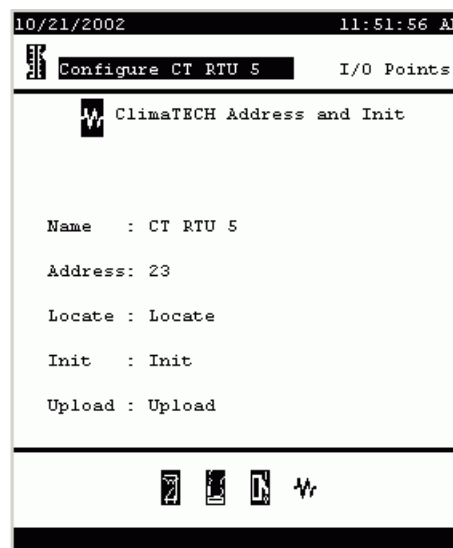 10/21/2002 11:51:56 A
Configure CT RTU 5 I/O Points
ClimaTECH Address and Init
Name : CT RTU 5
Address: 23
Locate : Locate
Init : Init
Upload : Upload